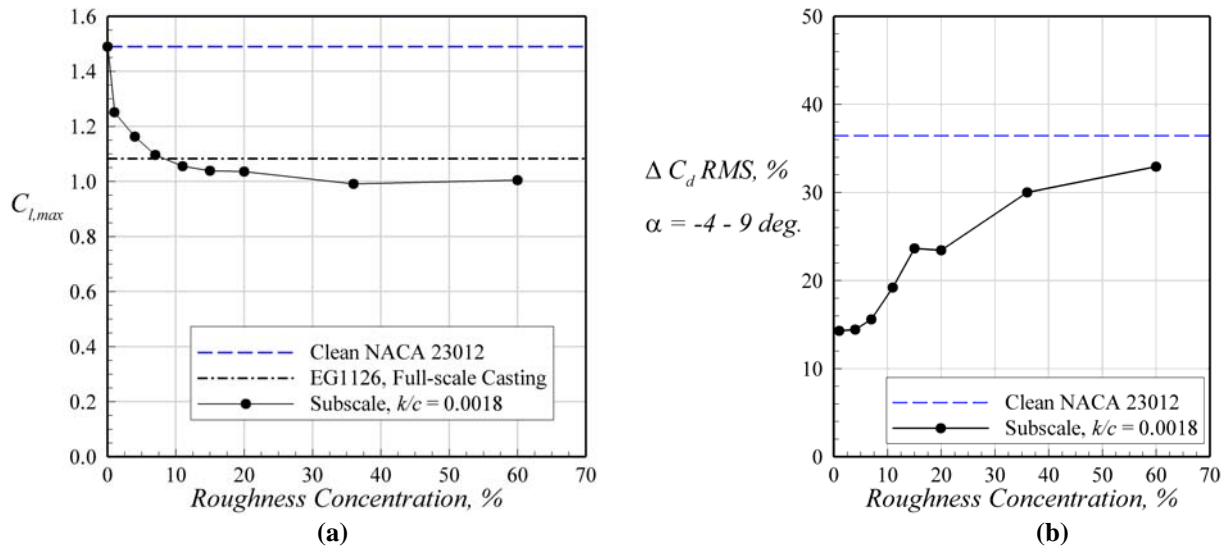 1.6
1.4
1.2
1.0
0.8
0.6
0.4
0.2
0.0
C_l,max
Clean NACA 23012
EG1126, Full-scale Casting
Subscale, k/c = 0.0018
0 10 20 30 40 50 60 70
Roughness Concentration, %
(a)
50
40
30
20
10
0
Δ C_d RMS, %
α = -4 - 9 deg.
Clean NACA 23012
Subscale, k/c = 0.0018
0 10 20 30 40 50 60 70
Roughness Concentration, %
(b)